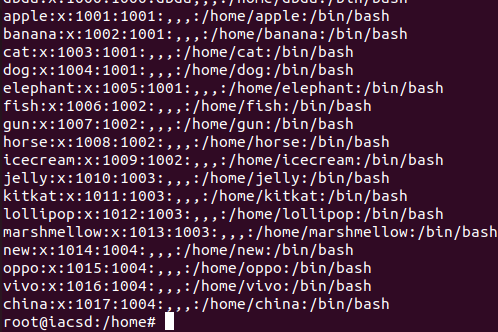 apple:x:1001:1001:,,,:/home/apple:/bin/bash
banana:x:1002:1001:,,,:/home/banana:/bin/bash
cat:x:1003:1001:,,,:/home/cat:/bin/bash
dog:x:1004:1001:,,,:/home/dog:/bin/bash
elephant:x:1005:1001:,,,:/home/elephant:/bin/bash
fish:x:1006:1002:,,,:/home/fish:/bin/bash
gun:x:1007:1002:,,,:/home/gun:/bin/bash
horse:x:1008:1002:,,,:/home/horse:/bin/bash
icecream:x:1009:1002:,,,:/home/icecream:/bin/bash
jelly:x:1010:1003:,,,:/home/jelly:/bin/bash
kitkat:x:1011:1003:,,,:/home/kitkat:/bin/bash
lollipop:x:1012:1003:,,,:/home/lollipop:/bin/bash
marshmellow:x:1013:1003:,,,:/home/marshmellow:/bin/bash
new:x:1014:1004:,,,:/home/new:/bin/bash
oppo:x:1015:1004:,,,:/home/oppo:/bin/bash
vivo:x:1016:1004:,,,:/home/vivo:/bin/bash
china:x:1017:1004:,,,:/home/china:/bin/bash
root@iacsd:/home#